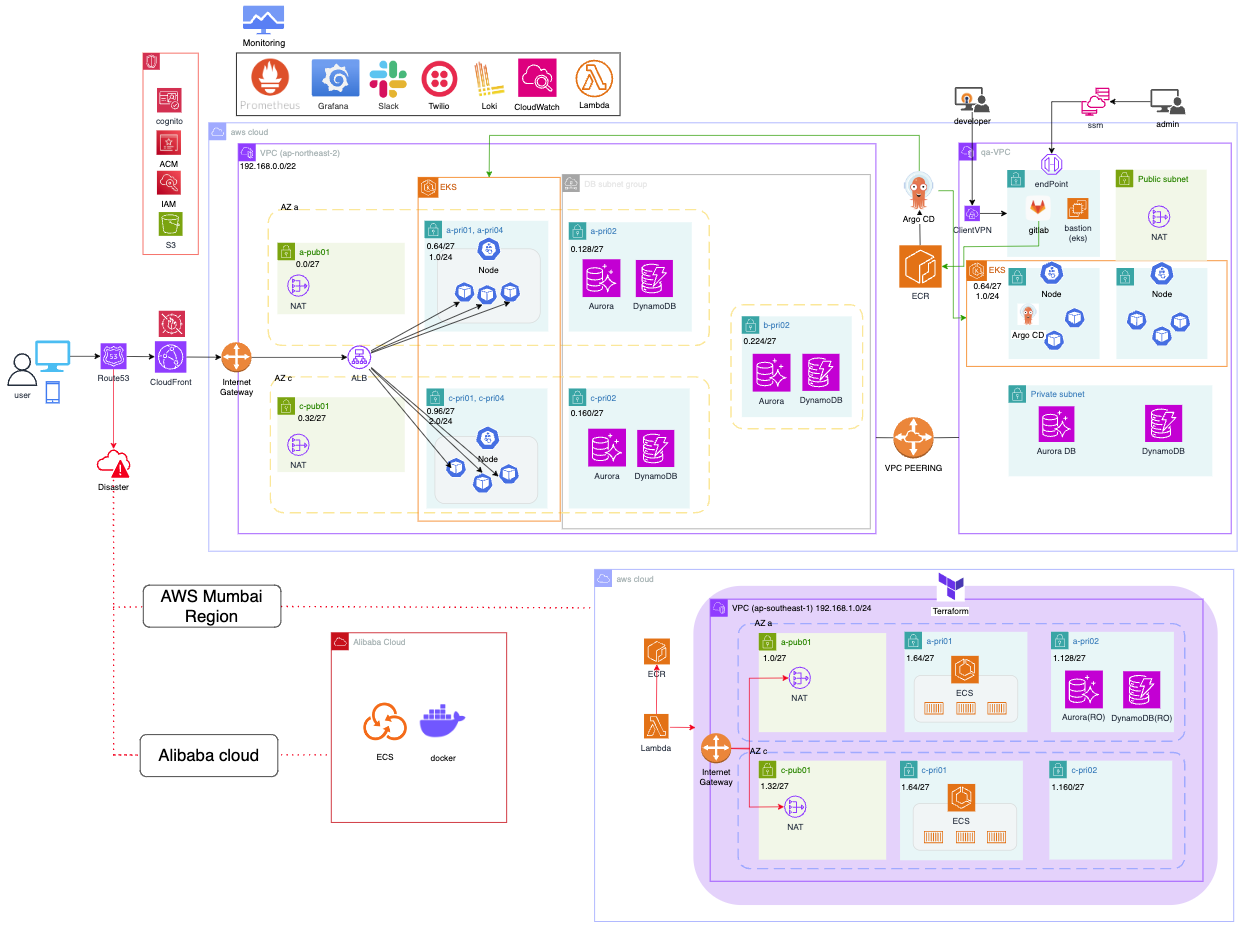 Monitoring
Prometheus
Grafana
Slack
Twilio
Loki
CloudWatch
Lambda
cognito
ACM
IAM
S3
developer
ssm
admin
aws cloud
VPC (ap-northeast-2)
192.168.0.0/22
EKS
DB subnet group
AZ a
a-pub01
0.0/27
NAT
a-pri01, a-pri04
0.64/27
1.0/24
Node
a-pri02
0.128/27
Aurora
DynamoDB
b-pri02
0.224/27
Aurora
DynamoDB
user
Route53
53
CloudFront
Internet
Gateway
ALB
AZ c
c-pub01
0.32/27
NAT
c-pri01, c-pri04
0.96/27
2.0/24
Node
c-pri02
0.160/27
Aurora
DynamoDB
Argo CD
ECR
VPC PEERING
qa-VPC
endPoint
ClientVPN
gitlab
bastion
(eks)
Public subnet
NAT
EKS
0.64/27
1.0/24
Node
Argo CD
Node
Private subnet
Aurora DB
DynamoDB
Disaster
AWS Mumbai
Region
Alibaba cloud
Alibaba Cloud
ECS
docker
aws cloud
Terraform
VPC (ap-southeast-1) 192.168.1.0/24
ECR
Lambda
Internet
Gateway
AZ a
a-pub01
1.0/27
NAT
a-pri01
1.64/27
ECS
a-pri02
1.128/27
Aurora(RO)
DynamoDB(RO)
AZ c
c-pub01
1.32/27
NAT
c-pri01
1.64/27
ECS
c-pri02
1.160/27